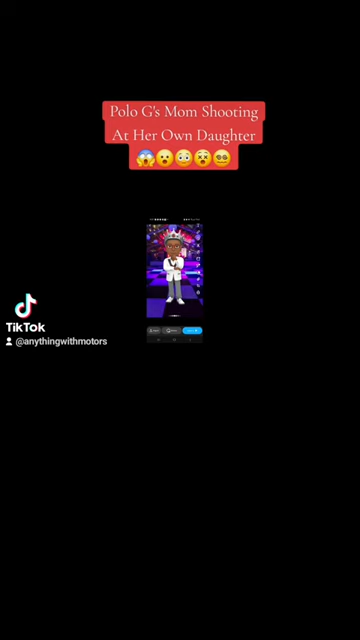 Polo G's Mom Shooting
At Her Own Daughter
😱😮😳😵😵‍💫
TikTok
@anythingwithmotors